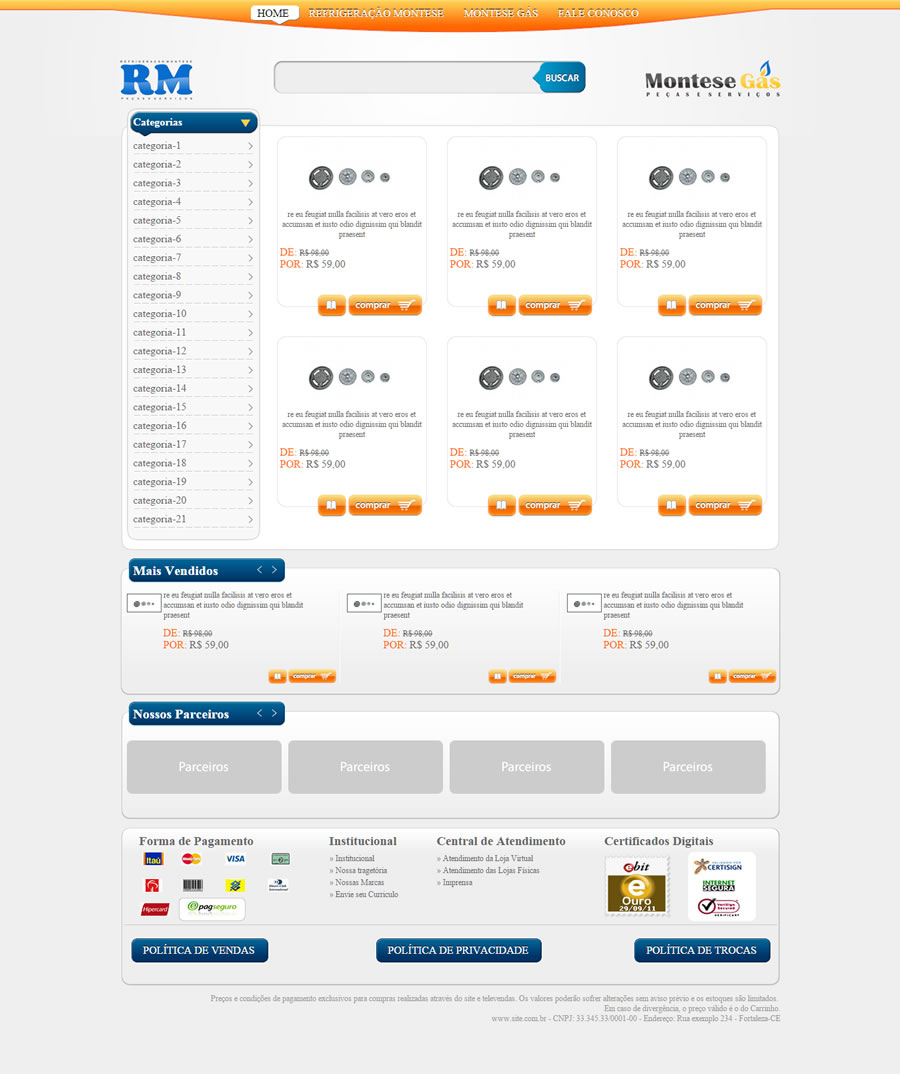 HOME REFRIGERAÇÃO MONTESE MONTESE GÁS FALE CONOSCO
REFRIGERAÇÃO MONTESE
RM
PEÇAS E SERVIÇOS
BUSCAR
Montese Gás
PEÇAS E SERVIÇOS
Categorias
categoria-1
categoria-2
categoria-3
categoria-4
categoria-5
categoria-6
categoria-7
categoria-8
categoria-9
categoria-10
categoria-11
categoria-12
categoria-13
categoria-14
categoria-15
categoria-16
categoria-17
categoria-18
categoria-19
categoria-20
categoria-21
re eu feugiat nulla facilisis at vero eros et
accumsan et iusto odio dignissim qui blandit
praesent
DE: R$ 98,00
POR: R$ 59,00
comprar
re eu feugiat nulla facilisis at vero eros et
accumsan et iusto odio dignissim qui blandit
praesent
DE: R$ 98,00
POR: R$ 59,00
comprar
re eu feugiat nulla facilisis at vero eros et
accumsan et iusto odio dignissim qui blandit
praesent
DE: R$ 98,00
POR: R$ 59,00
comprar
re eu feugiat nulla facilisis at vero eros et
accumsan et iusto odio dignissim qui blandit
praesent
DE: R$ 98,00
POR: R$ 59,00
comprar
re eu feugiat nulla facilisis at vero eros et
accumsan et iusto odio dignissim qui blandit
praesent
DE: R$ 98,00
POR: R$ 59,00
comprar
re eu feugiat nulla facilisis at vero eros et
accumsan et iusto odio dignissim qui blandit
praesent
DE: R$ 98,00
POR: R$ 59,00
comprar
Mais Vendidos
re eu feugiat nulla facilisis at vero eros et
accumsan et iusto odio dignissim qui blandit
praesent
DE: R$ 98,00
POR: R$ 59,00
comprar
re eu feugiat nulla facilisis at vero eros et
accumsan et iusto odio dignissim qui blandit
praesent
DE: R$ 98,00
POR: R$ 59,00
comprar
re eu feugiat nulla facilisis at vero eros et
accumsan et iusto odio dignissim qui blandit
praesent
DE: R$ 98,00
POR: R$ 59,00
comprar
Nossos Parceiros
Parceiros Parceiros Parceiros Parceiros
Forma de Pagamento
Itaú MasterCard VISA
Hipercard pagseguro
Institucional
» Institucional
» Nossa tragetória
» Nossas Marcas
» Envie seu Curriculo
Central de Atendimento
» Atendimento da Loja Virtual
» Atendimento das Lojas Fisicas
» Imprensa
Certificados Digitais
ebit
e
Ouro
29/09/11
CERTISIGN
INTERNET
SEGURA
VeriSign
Secured
POLÍTICA DE VENDAS POLÍTICA DE PRIVACIDADE POLÍTICA DE TROCAS
Preços e condições de pagamento exclusivos para compras realizadas através do site e televendas. Os valores poderão sofrer alterações sem aviso prévio e os estoques são limitados.
Em caso de divergência, o preço válido é o do Carrinho.
www.site.com.br - CNPJ: 33.345.33/0001-00 - Endereço: Rua exemplo 234 - Fortaleza-CE